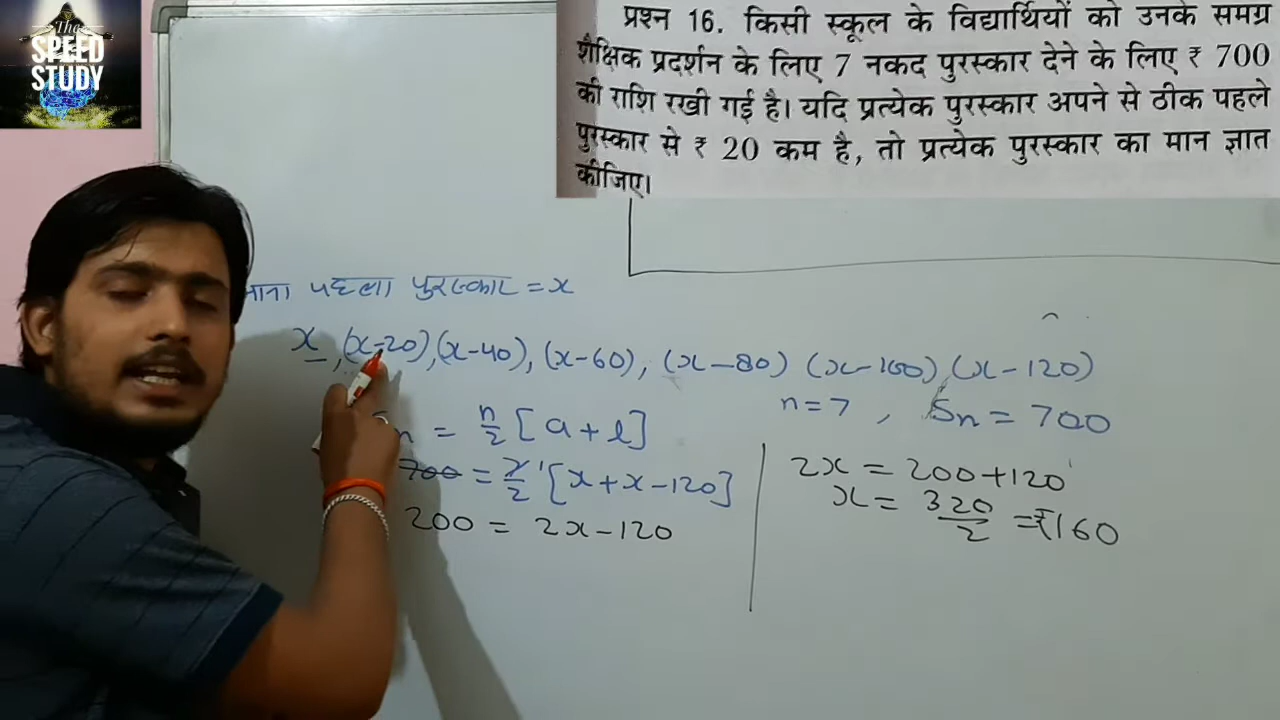 The
SPEED
STUDY
प्रश्न 16. किसी स्कूल के विद्यार्थियों को उनके समग्र
शैक्षिक प्रदर्शन के लिए 7 नकद पुरस्कार देने के लिए ₹ 700
की राशि रखी गई है। यदि प्रत्येक पुरस्कार अपने से ठीक पहले
पुरस्कार से ₹ 20 कम है, तो प्रत्येक पुरस्कार का मान ज्ञात
कीजिए।
माना पहला पुरस्कार = x
x, (x-20), (x-40), (x-60), (x-80) (x-100), (x-120)
n=7, Sn = 700
n = n/2 [a+l]
700 = 7/2 [x+x-120]
200 = 2x-120
2x = 200+120
x = 320/2 = ₹160